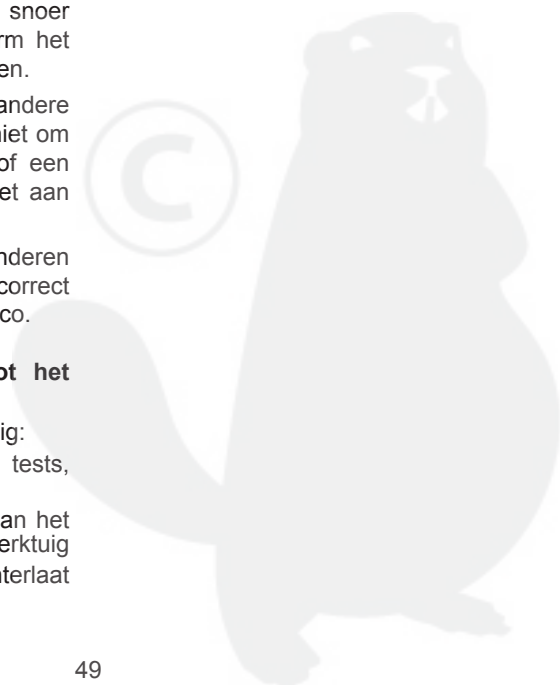 snoer
rm het
en.
andere
niet om
of een
et aan
nderen
correct
co.
ot het
ig:
tests,
an het
erktuig
terlaat
©
49